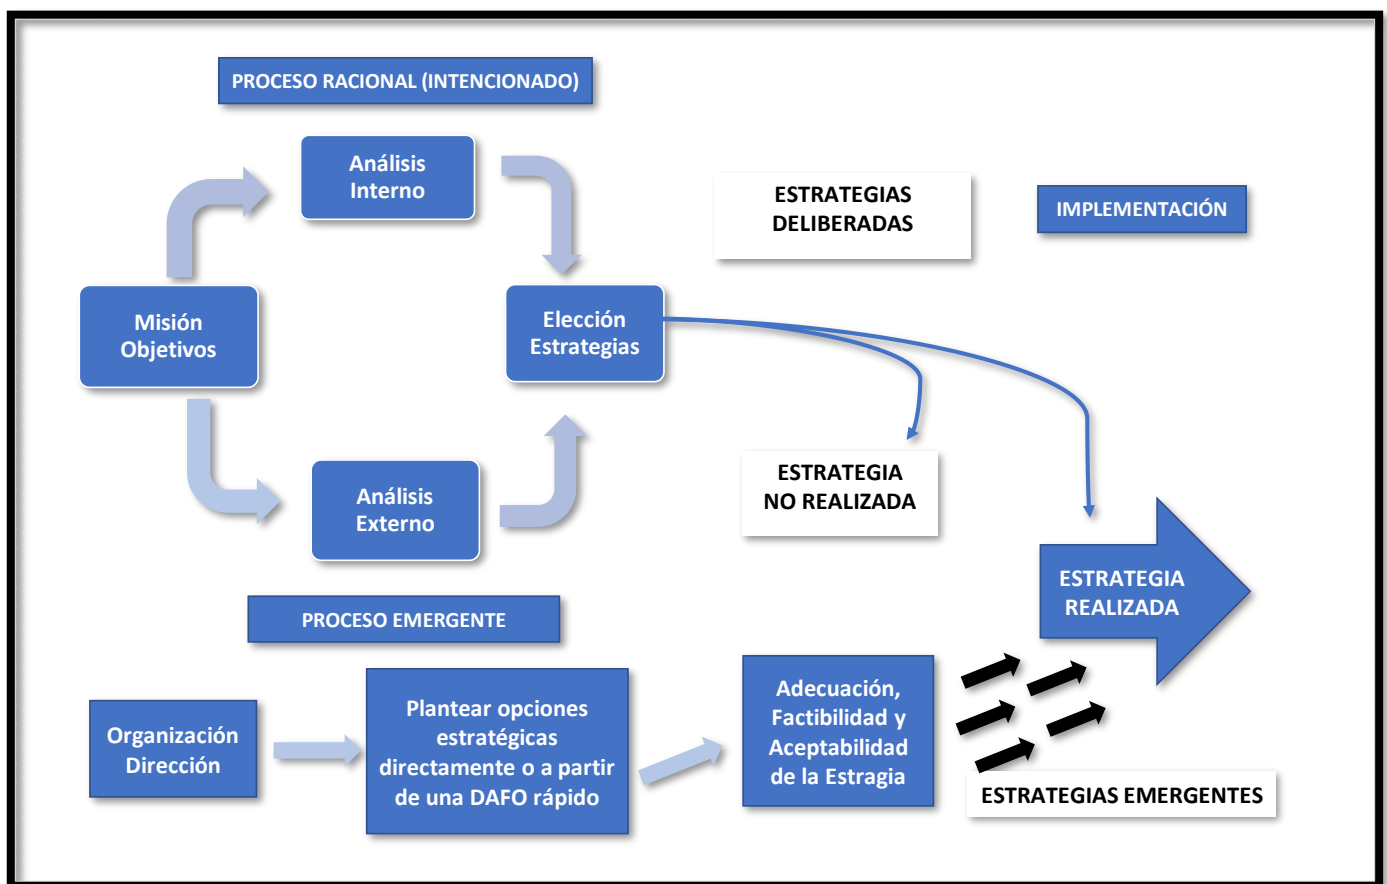 PROCESO RACIONAL (INTENCIONADO)
Análisis
Interno
ESTRATEGIAS
DELIBERADAS
IMPLEMENTACIÓN
Misión
Objetivos
Elección
Estrategias
Análisis
Externo
ESTRATEGIA
NO REALIZADA
ESTRATEGIA
REALIZADA
PROCESO EMERGENTE
Organización
Dirección
Plantear opciones
estratégicas
directamente o a partir
de una DAFO rápido
Adecuación,
Factibilidad y
Aceptabilidad
de la Estragia
ESTRATEGIAS EMERGENTES